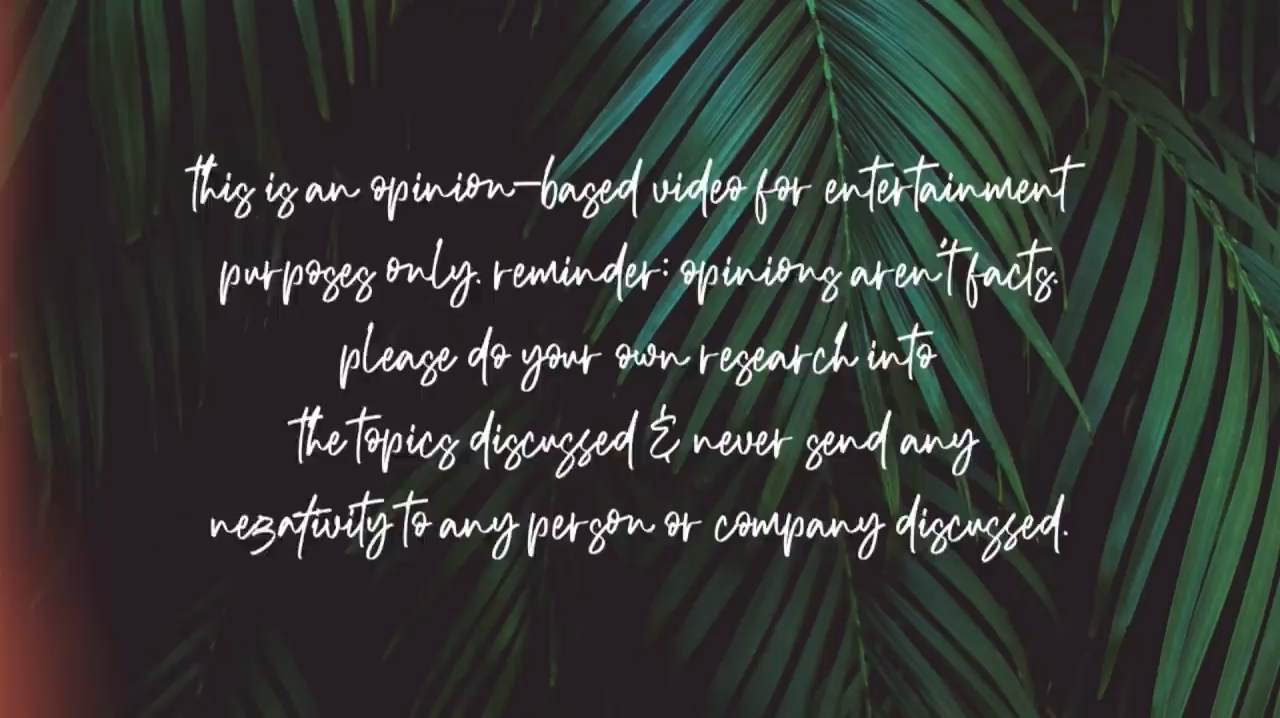 this is an opinion-based video for entertainment
purposes only. reminder: opinions aren't facts.
please do your own research into
the topics discussed & never send any
negativity to any person or company discussed.